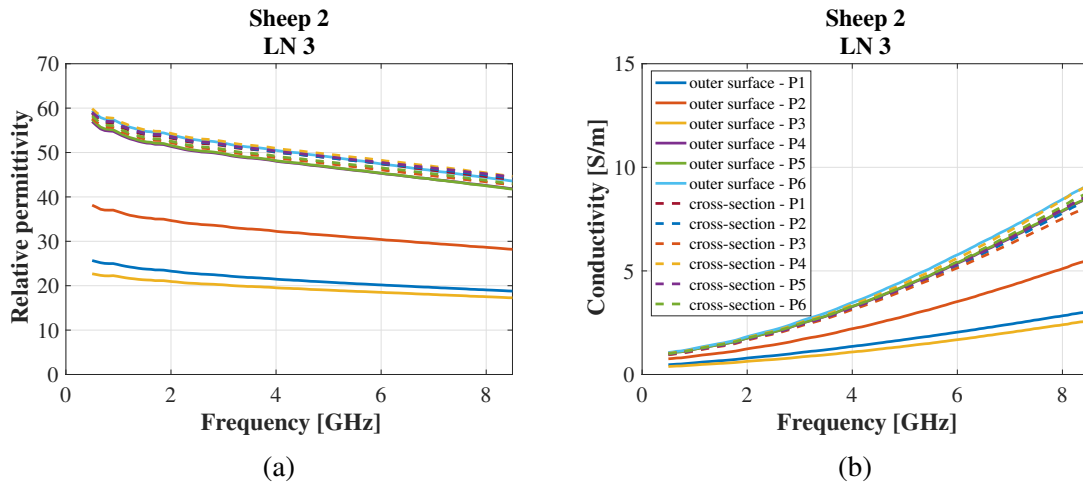 Sheep 2
LN 3
70
60
50
40
30
20
10
0
Relative permittivity
0 2 4 6 8
Frequency [GHz]
(a)
Sheep 2
LN 3
15
10
5
0
Conductivity [S/m]
outer surface - P1
outer surface - P2
outer surface - P3
outer surface - P4
outer surface - P5
outer surface - P6
cross-section - P1
cross-section - P2
cross-section - P3
cross-section - P4
cross-section - P5
cross-section - P6
0 2 4 6 8
Frequency [GHz]
(b)